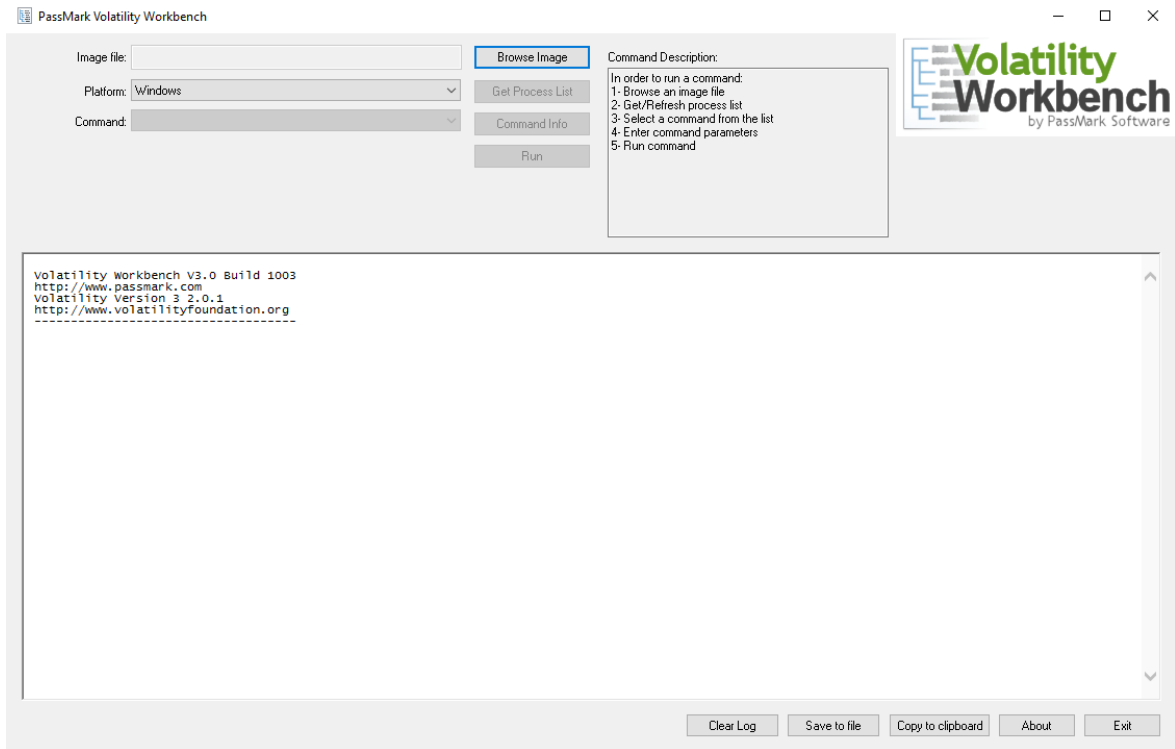 PassMark Volatility Workbench
Image file:
Browse Image
Platform: Windows
Get Process List
Command:
Command Info
Run
Command Description:
In order to run a command:
1- Browse an image file
2- Get/Refresh process list
3- Select a command from the list
4- Enter command parameters
5- Run command
Volatility
Workbench
by PassMark Software
Volatility Workbench V3.0 Build 1003
http://www.passmark.com
Volatility Version 3 2.0.1
http://www.volatilityfoundation.org
------------------------------------
Clear Log
Save to file
Copy to clipboard
About
Exit